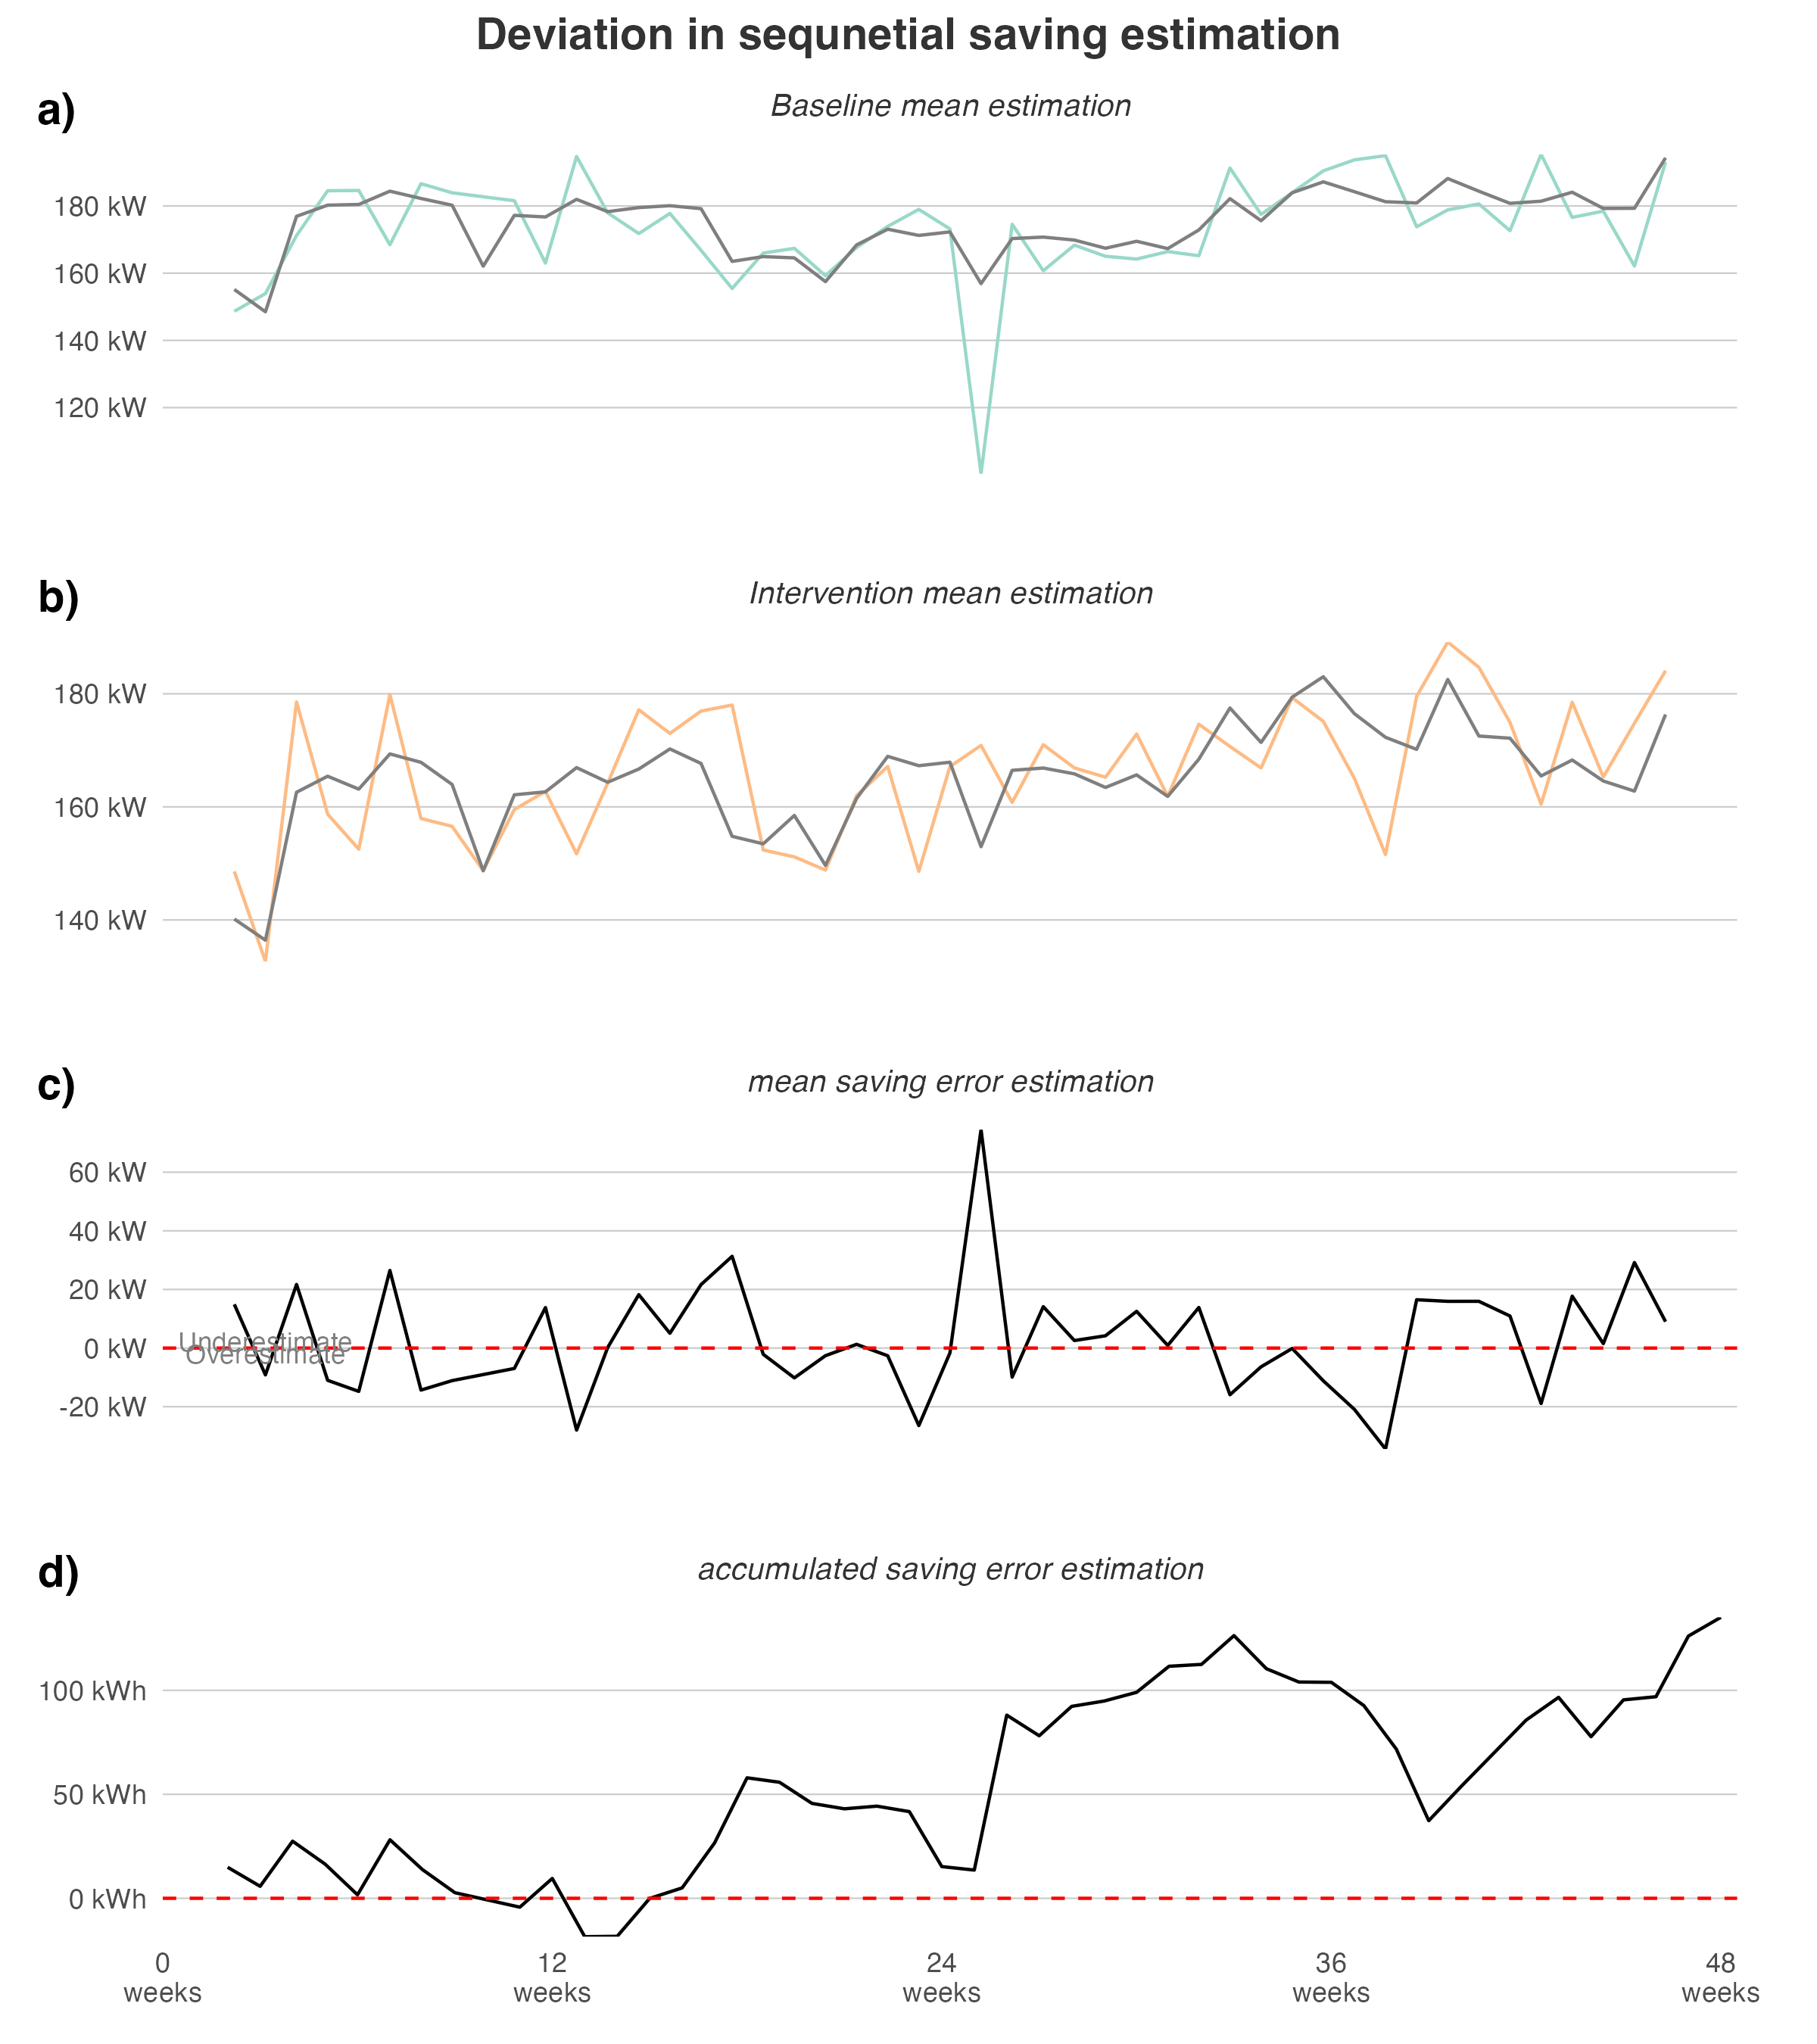 Deviation in sequnetial saving estimation
a)
Baseline mean estimation
180 kW
160 kW
140 kW
120 kW
b)
Intervention mean estimation
180 kW
160 kW
140 kW
c)
mean saving error estimation
60 kW
40 kW
20 kW
Underestimate
0 kW
Overestimate
-20 kW
d)
accumulated saving error estimation
100 kWh
50 kWh
0 kWh
0 12 24 36 48
weeks weeks weeks weeks weeks